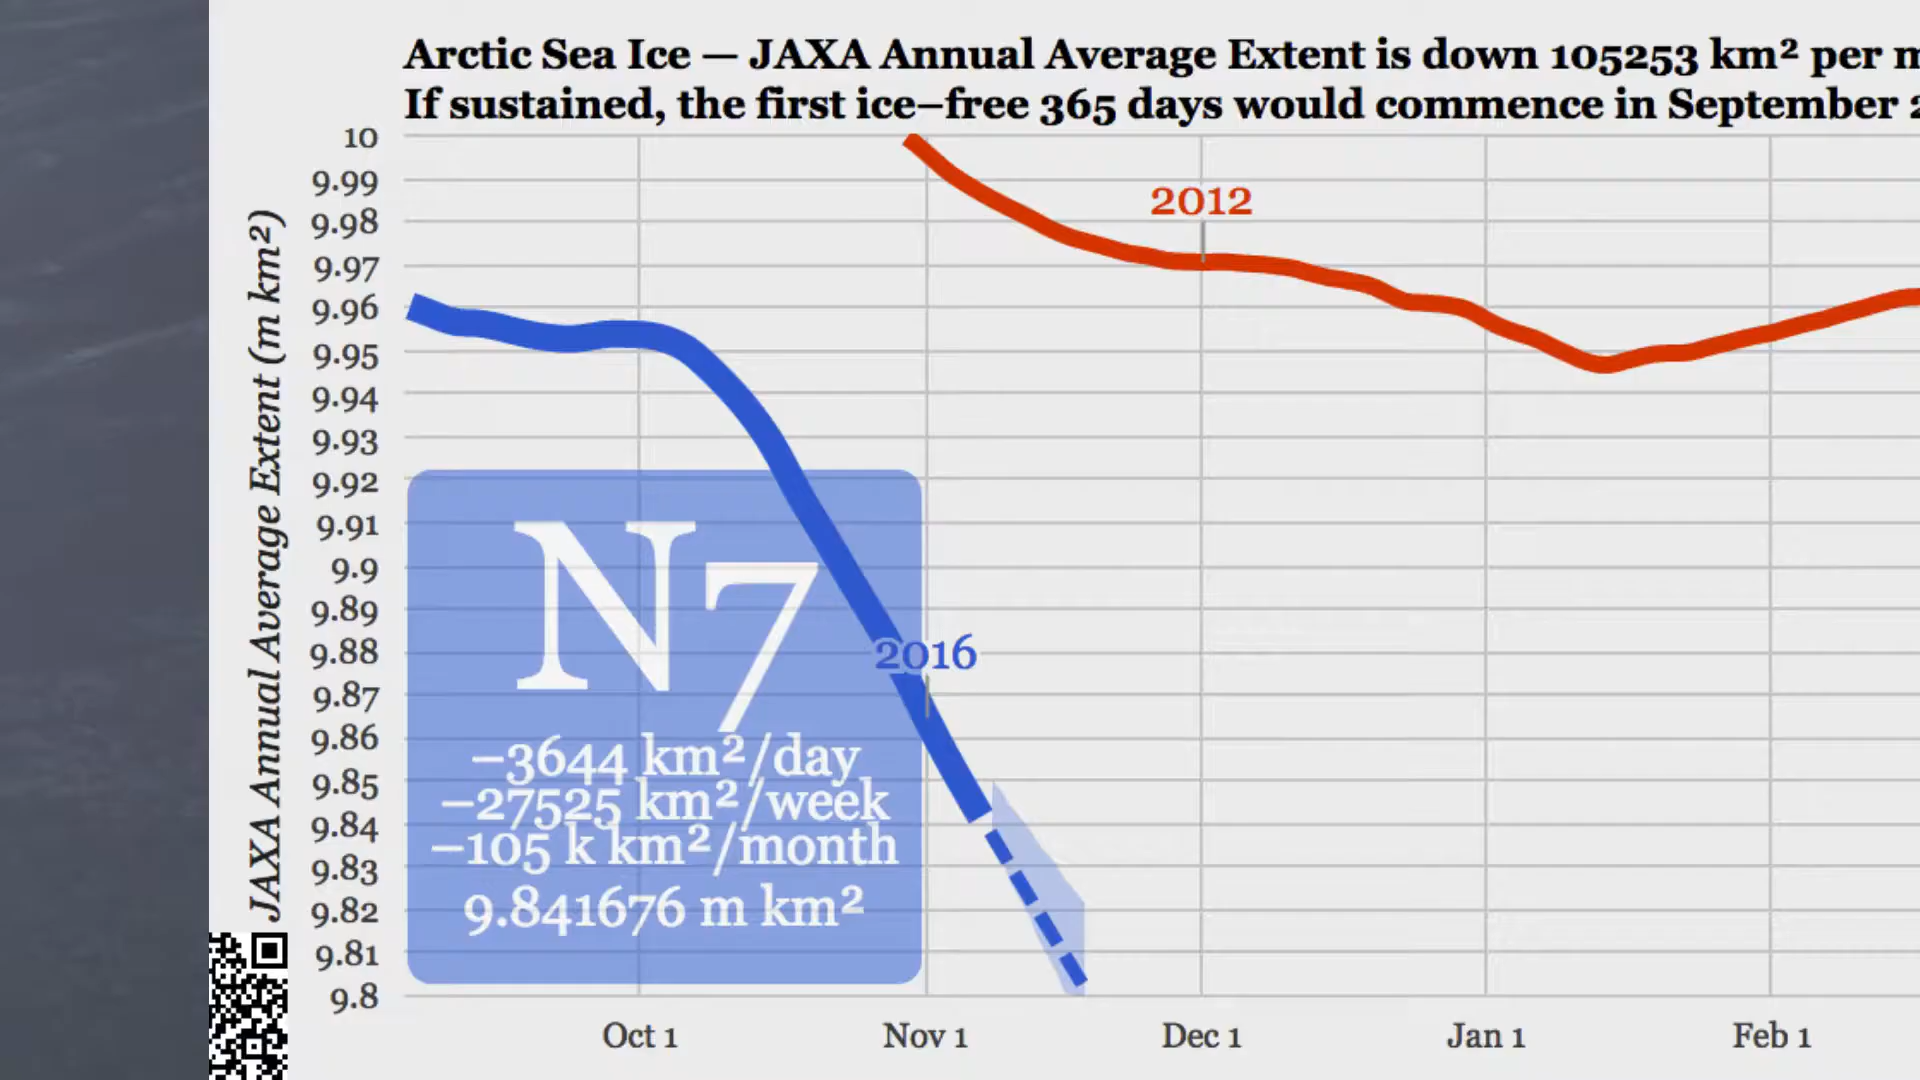 Arctic Sea Ice — JAXA Annual Average Extent is down 105253 km² per
If sustained, the first ice–free 365 days would commence in September
JAXA Annual Average Extent (m km²)
10
9.99
9.98
9.97
9.96
9.95
9.94
9.93
9.92
9.91
9.9
9.89
9.88
9.87
9.86
9.85
9.84
9.83
9.82
9.81
9.8
2012
2016
N7
–3644 km²/day
–27525 km²/week
–105 k km²/month
9.841676 m km²
Oct 1
Nov 1
Dec 1
Jan 1
Feb 1